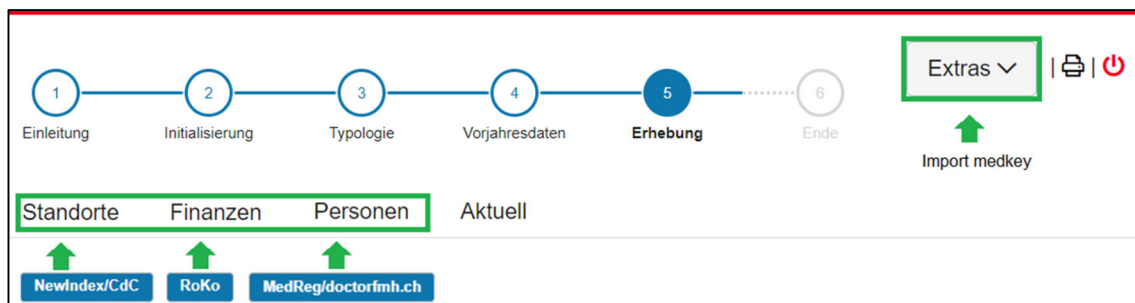 Extras
1 2 3 4 5 6
Einleitung Initialisierung Typologie Vorjahresdaten Erhebung Ende
Import medkey
Standorte Finanzen Personen Aktuell
NewIndex/CdC RoKo MedReg/doctorfmh.ch